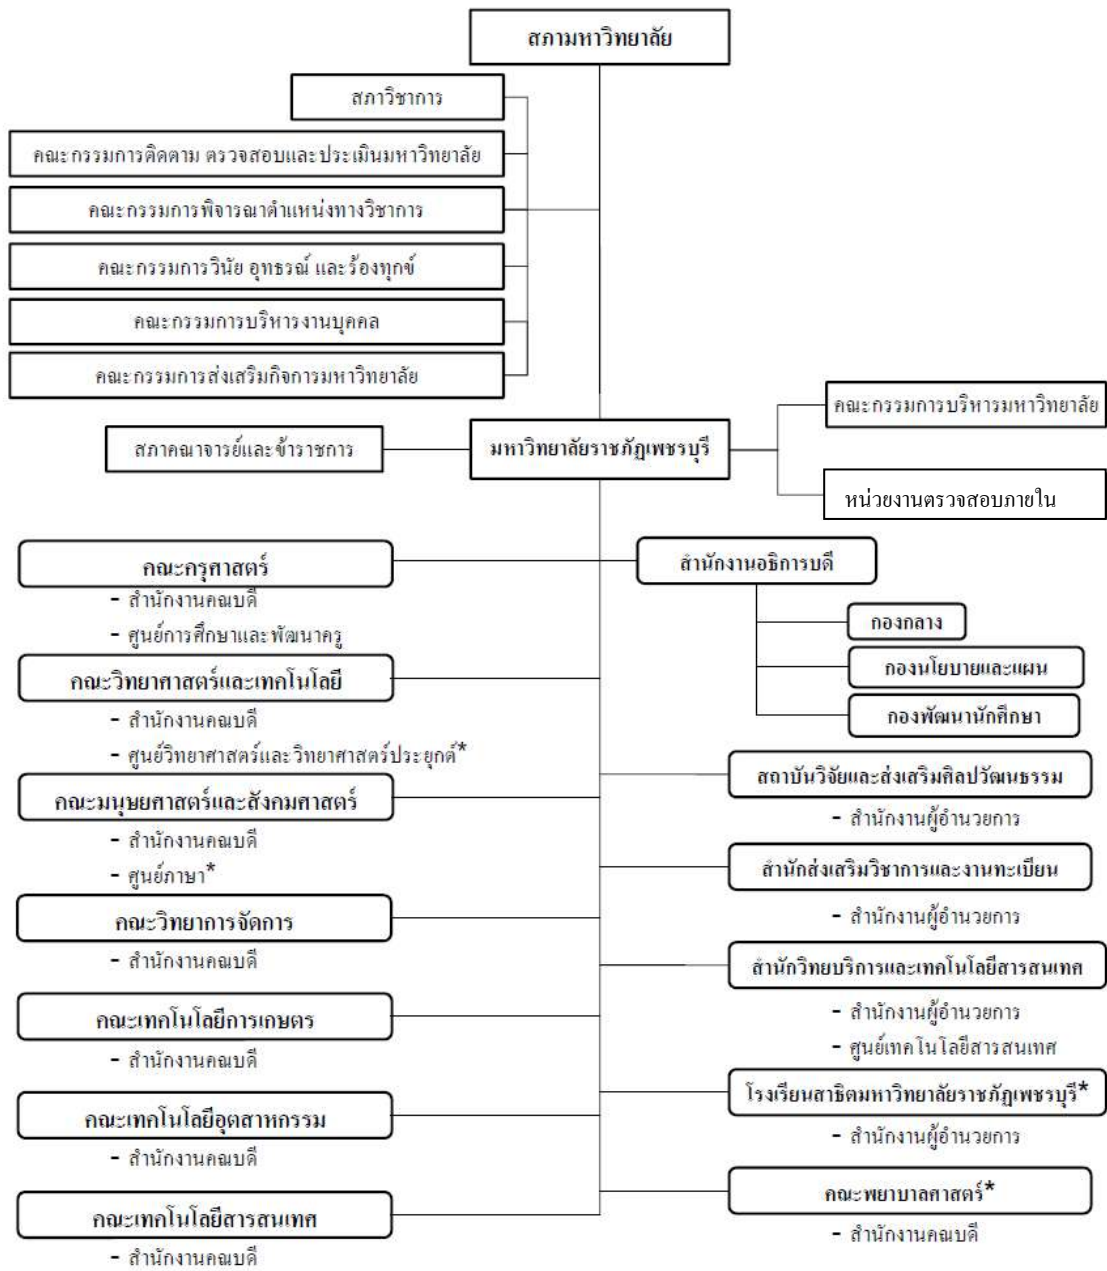 สภามหาวิทยาลัย
สภาวิชาการ
คณะกรรมการติดตาม ตรวจสอบและประเมินมหาวิทยาลัย
คณะกรรมการพิจารณาตำแหน่งทางวิชาการ
คณะกรรมการวินัย อุทธรณ์ และร้องทุกข์
คณะกรรมการบริหารงานบุคคล
คณะกรรมการส่งเสริมกิจการมหาวิทยาลัย
สภาคณาจารย์และข้าราชการ
มหาวิทยาลัยราชภัฏเพชรบุรี
คณะกรรมการบริหารมหาวิทยาลัย
หน่วยงานตรวจสอบภายใน
คณะครุศาสตร์
- สำนักงานคณบดี
- ศูนย์การศึกษาและพัฒนาครู
คณะวิทยาศาสตร์และเทคโนโลยี
- สำนักงานคณบดี
- ศูนย์วิทยาศาสตร์และวิทยาศาสตร์ประยุกต์*
คณะมนุษยศาสตร์และสังคมศาสตร์
- สำนักงานคณบดี
- ศูนย์ภาษา*
คณะวิทยาการจัดการ
- สำนักงานคณบดี
คณะเทคโนโลยีการเกษตร
- สำนักงานคณบดี
คณะเทคโนโลยีอุตสาหกรรม
- สำนักงานคณบดี
คณะเทคโนโลยีสารสนเทศ
- สำนักงานคณบดี
สำนักงานอธิการบดี
กองกลาง
กองนโยบายและแผน
กองพัฒนานักศึกษา
สถาบันวิจัยและส่งเสริมศิลปวัฒนธรรม
- สำนักงานผู้อำนวยการ
สำนักส่งเสริมวิชาการและงานทะเบียน
- สำนักงานผู้อำนวยการ
สำนักวิทยบริการและเทคโนโลยีสารสนเทศ
- สำนักงานผู้อำนวยการ
- ศูนย์เทคโนโลยีสารสนเทศ
โรงเรียนสาธิตมหาวิทยาลัยราชภัฏเพชรบุรี*
- สำนักงานผู้อำนวยการ
คณะพยาบาลศาสตร์*
- สำนักงานคณบดี